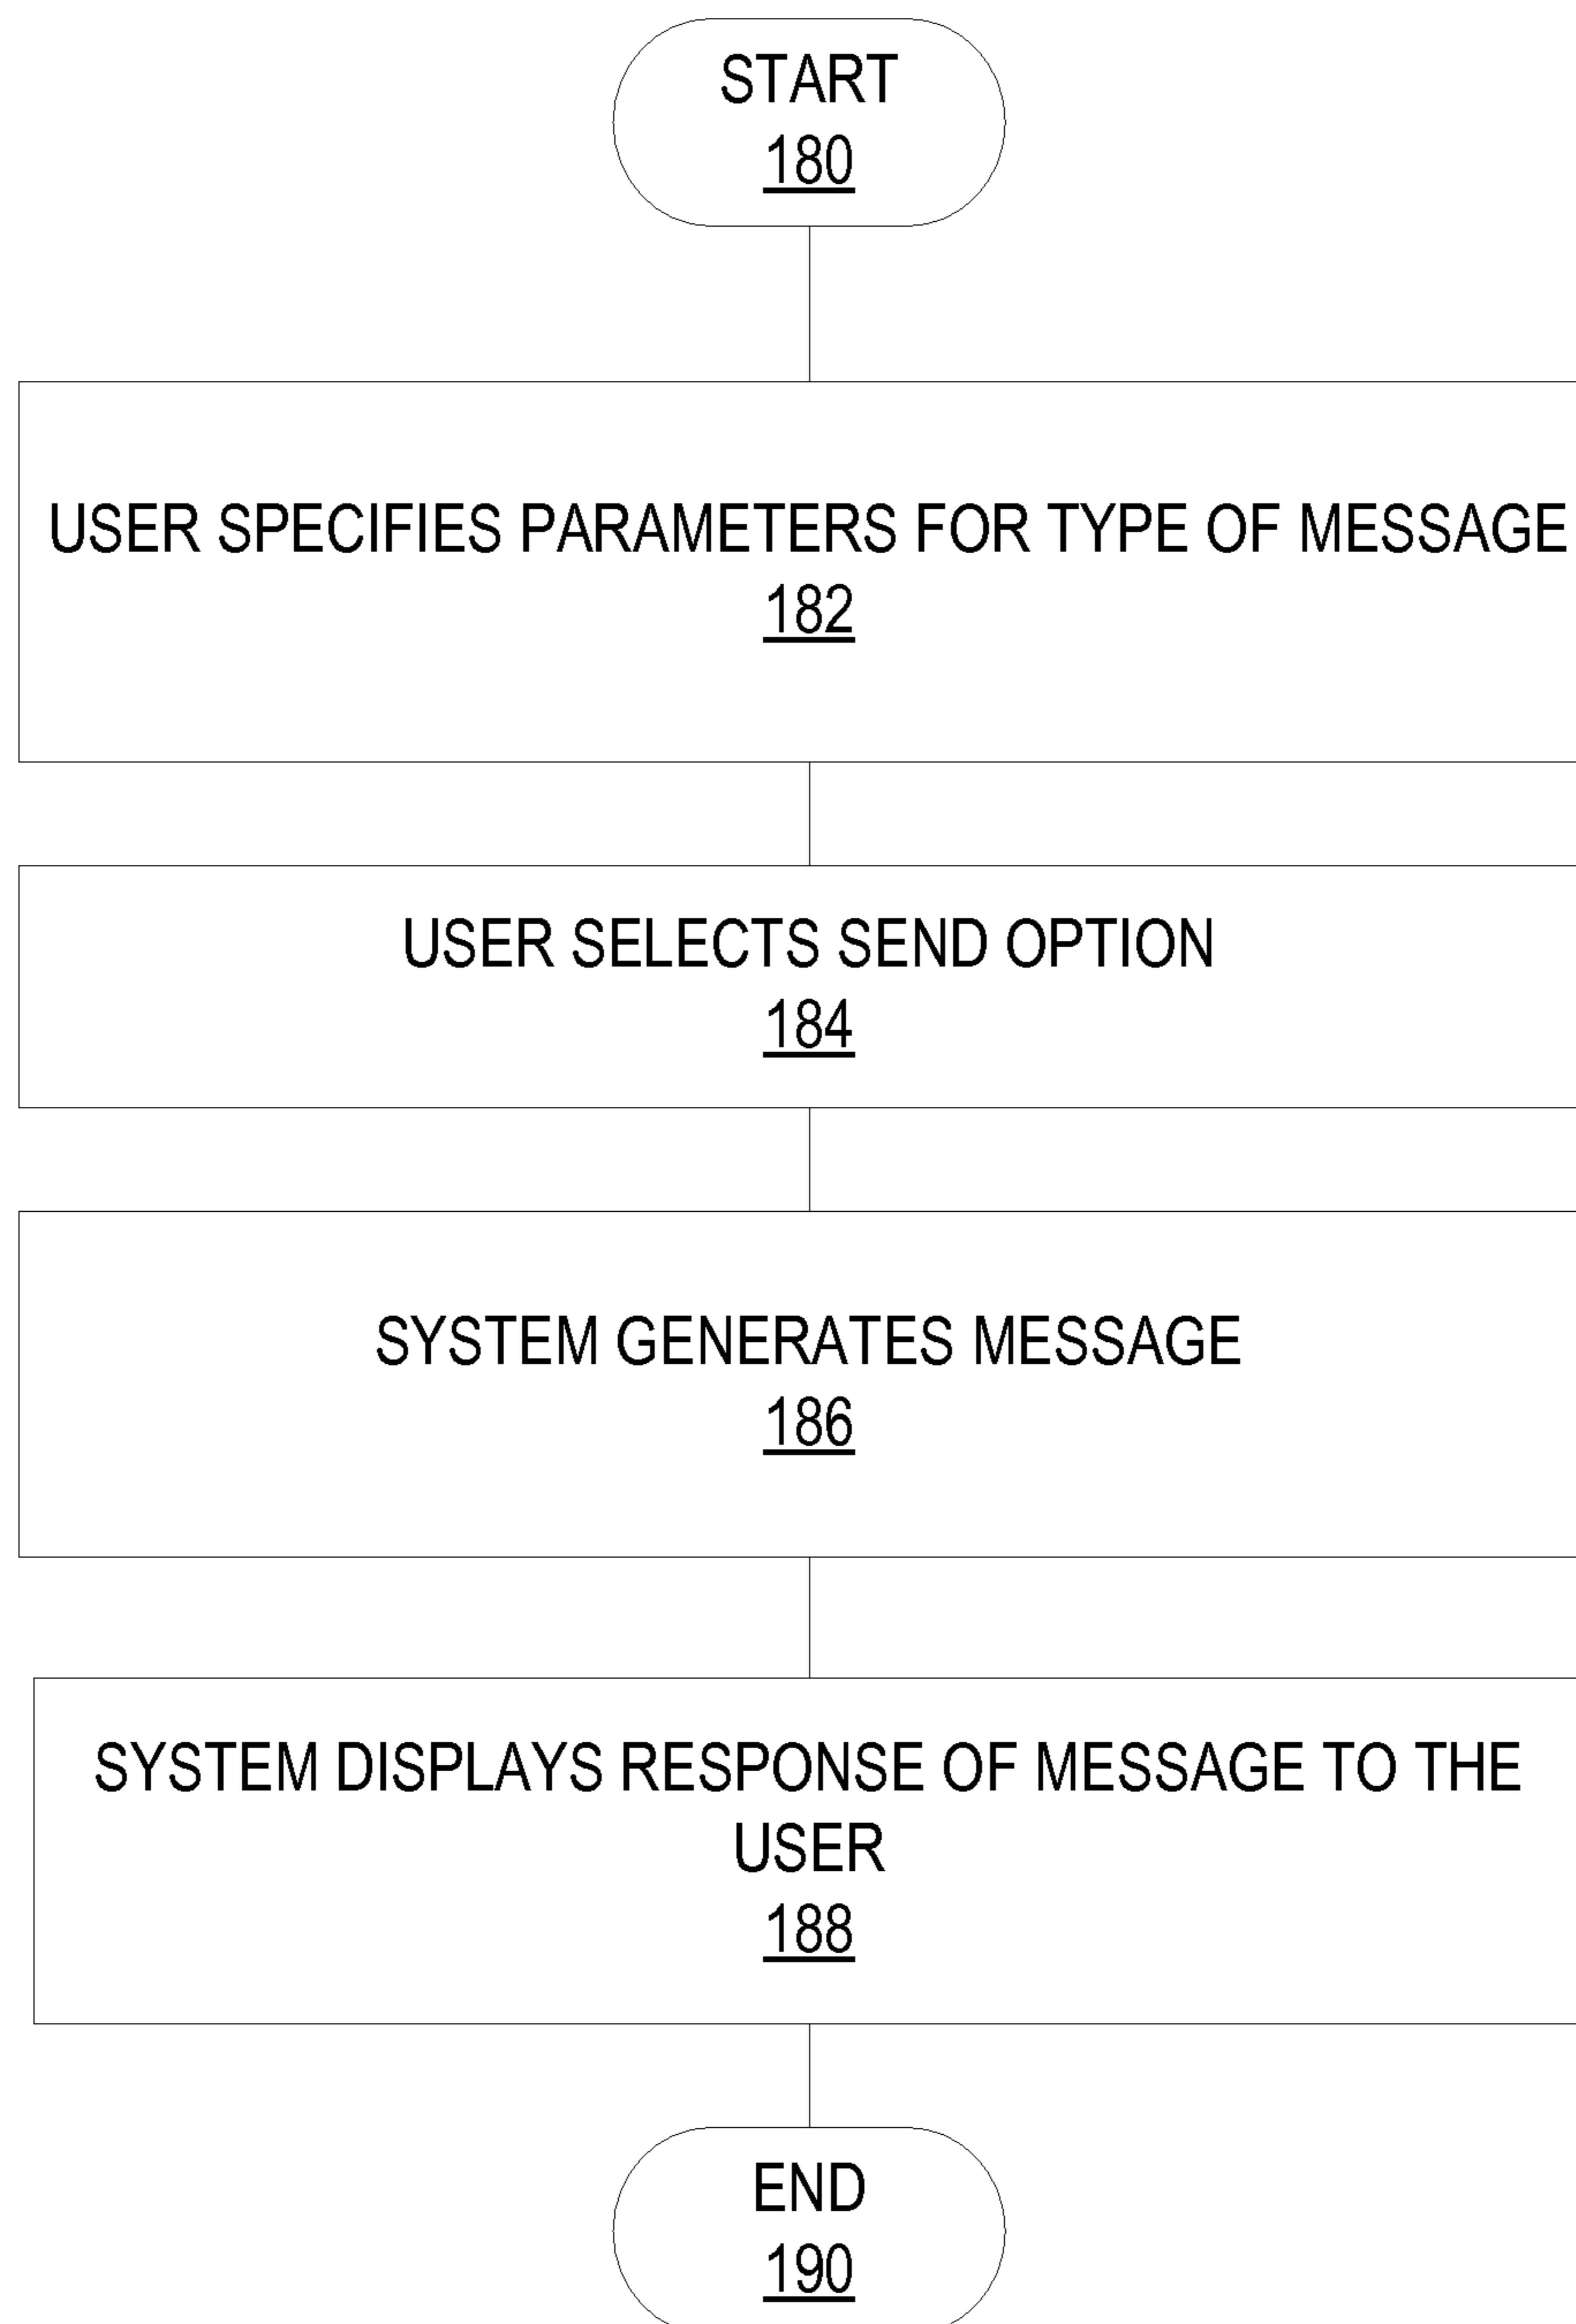 START
180
USER SPECIFIES PARAMETERS FOR TYPE OF MESSAGE
182
USER SELECTS SEND OPTION
184
SYSTEM GENERATES MESSAGE
186
SYSTEM DISPLAYS RESPONSE OF MESSAGE TO THE
USER
188
END
190